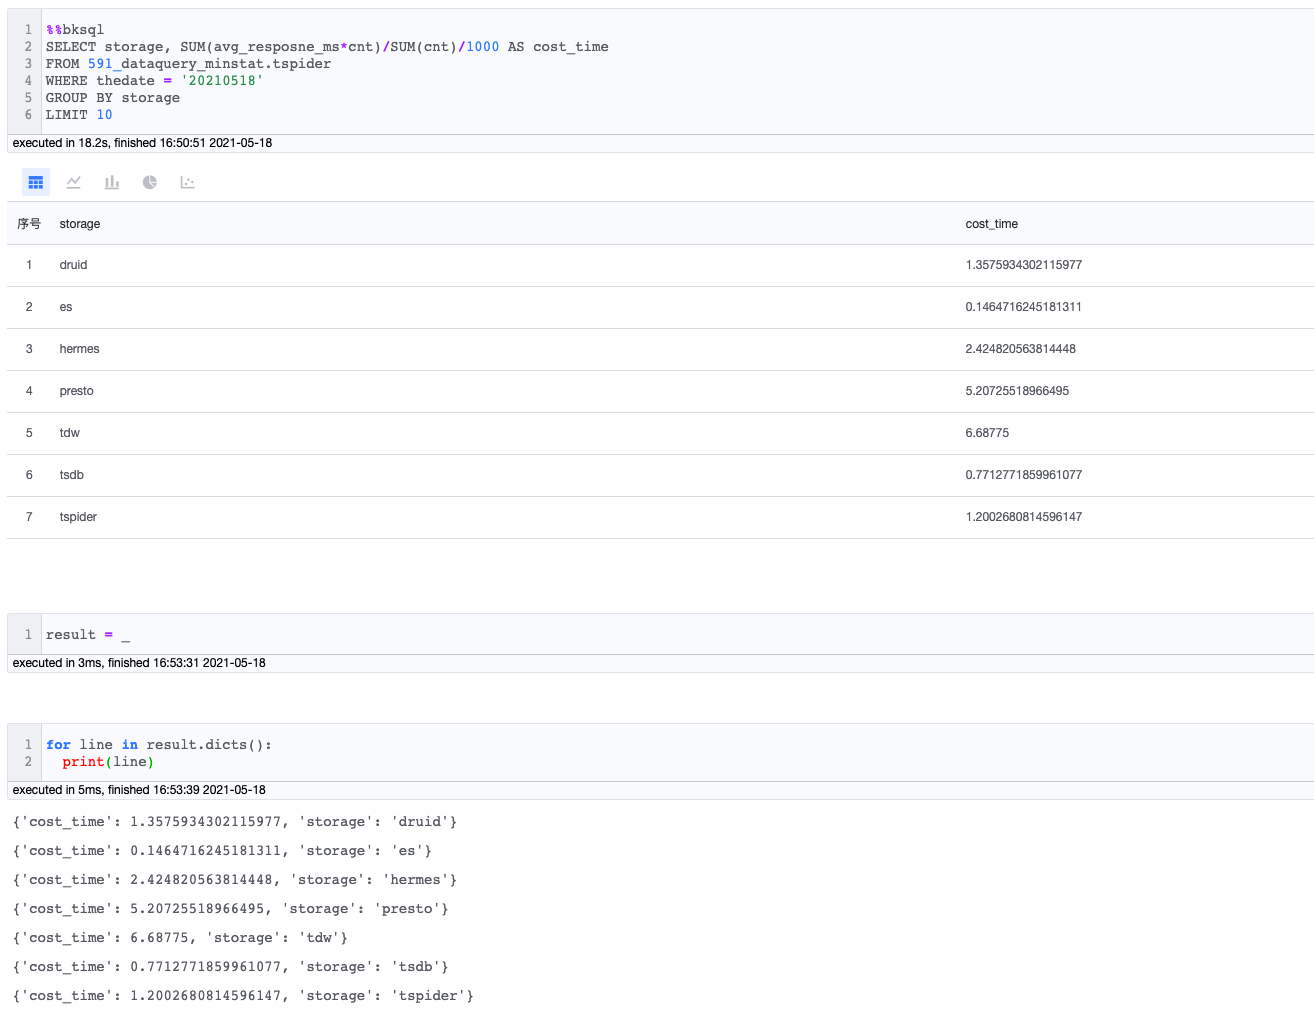 1 %%bksql
2 SELECT storage, SUM(avg_resposne_ms*cnt)/SUM(cnt)/1000 AS cost_time
3 FROM 591_dataquery_minstat.tspider
4 WHERE thedate = '20210518'
5 GROUP BY storage
6 LIMIT 10
executed in 18.2s, finished 16:50:51 2021-05-18
序号 storage cost_time
1 druid 1.3575934302115977
2 es 0.1464716245181311
3 hermes 2.424820563814448
4 presto 5.20725518966495
5 tdw 6.68775
6 tsdb 0.7712771859961077
7 tspider 1.2002680814596147
1 result = _
executed in 3ms, finished 16:53:31 2021-05-18
1 for line in result.dicts():
2 print(line)
executed in 5ms, finished 16:53:39 2021-05-18
{'cost_time': 1.3575934302115977, 'storage': 'druid'}
{'cost_time': 0.1464716245181311, 'storage': 'es'}
{'cost_time': 2.424820563814448, 'storage': 'hermes'}
{'cost_time': 5.20725518966495, 'storage': 'presto'}
{'cost_time': 6.68775, 'storage': 'tdw'}
{'cost_time': 0.7712771859961077, 'storage': 'tsdb'}
{'cost_time': 1.2002680814596147, 'storage': 'tspider'}